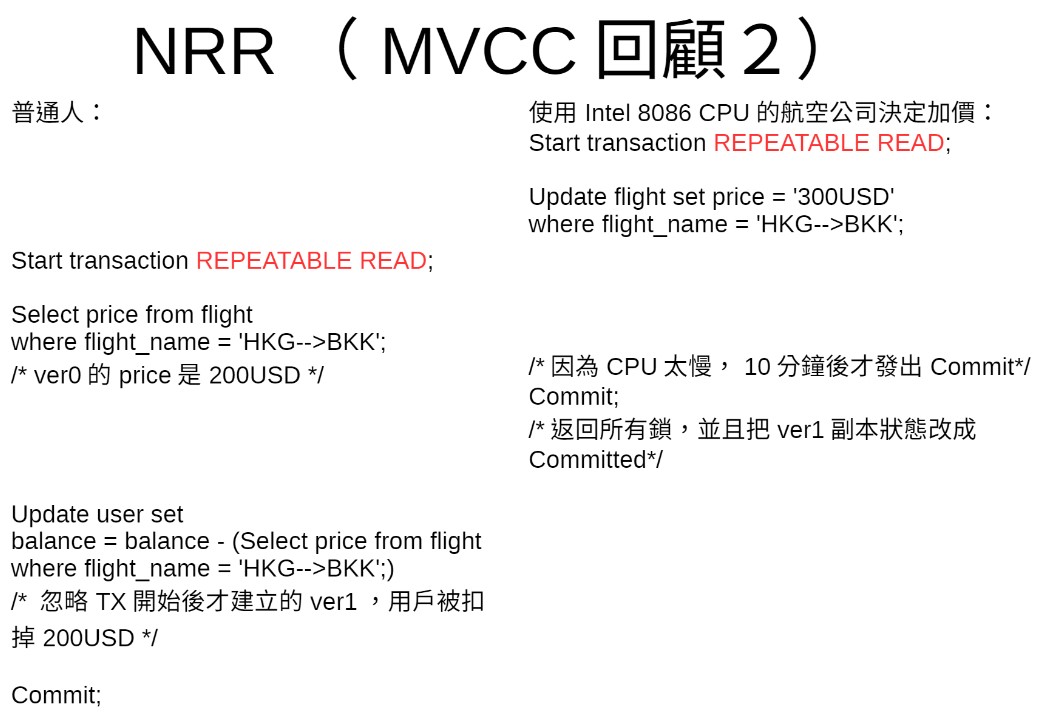 NRR （ MVCC 回顧２）
普通人：
Start transaction REPEATABLE READ;
Select price from flight
where flight_name = 'HKG-->BKK';
/* ver0 的 price 是 200USD */
Update user set
balance = balance - (Select price from flight
where flight_name = 'HKG-->BKK';)
/*  忽略 TX 開始後才建立的 ver1 ，用戶被扣
掉 200USD */
Commit;
使用 Intel 8086 CPU 的航空公司決定加價：
Start transaction REPEATABLE READ;
Update flight set price = '300USD'
where flight_name = 'HKG-->BKK';
/* 因為 CPU 太慢， 10 分鐘後才發出 Commit*/
Commit;
/* 返回所有鎖，並且把 ver1 副本狀態改成
Committed*/